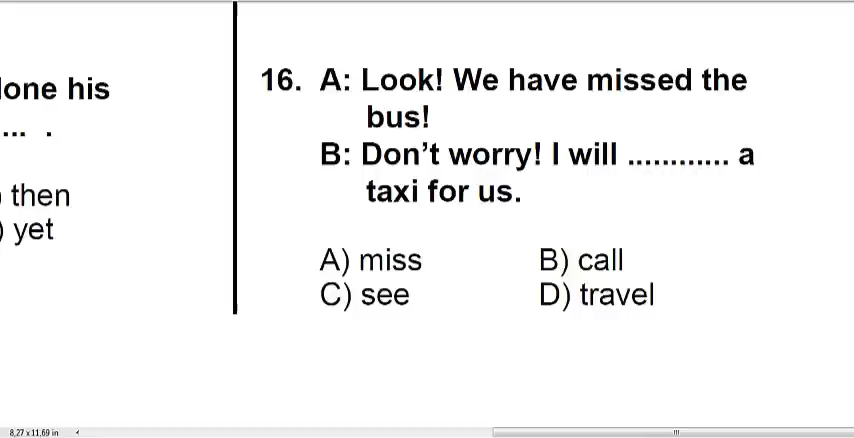 his
... .
then
) yet
16. A: Look! We have missed the
bus!
B: Don't worry! I will ............ a
taxi for us.
A) miss B) call
C) see D) travel
8,27 x 11,69 in